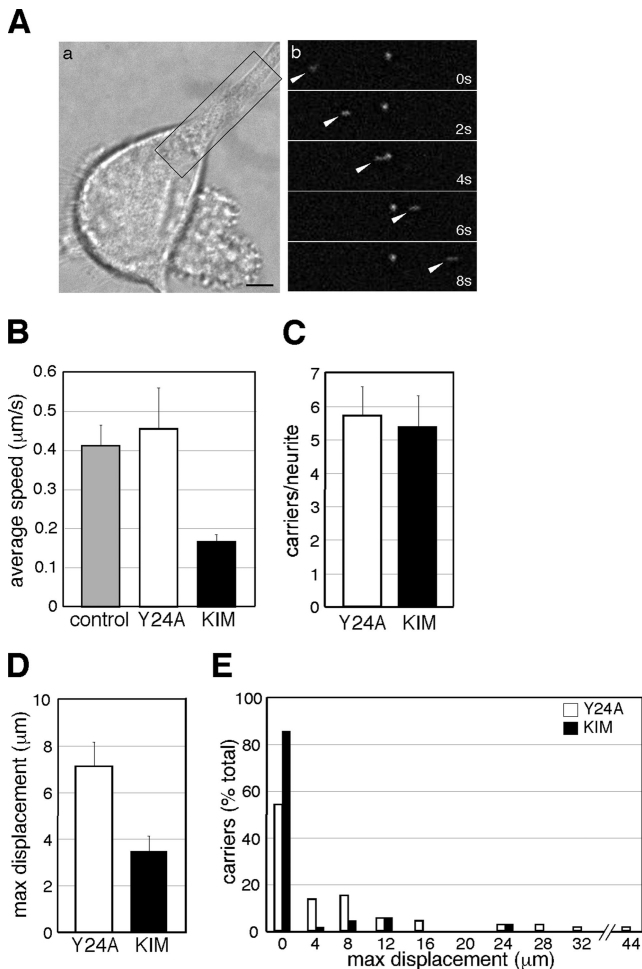 A
a
b
0s
2s
4s
6s
8s
B
average speed (μm/s)
0.6
0.5
0.4
0.3
0.2
0.1
0
control Y24A KIM
C
carriers/neurite
7
6
5
4
3
2
1
0
Y24A KIM
D
max displacement (μm)
10
8
6
4
2
0
Y24A KIM
E
carriers (% total)
100
80
60
40
20
0
Y24A
KIM
0 4 8 12 16 20 24 28 32 44
max displacement (μm)